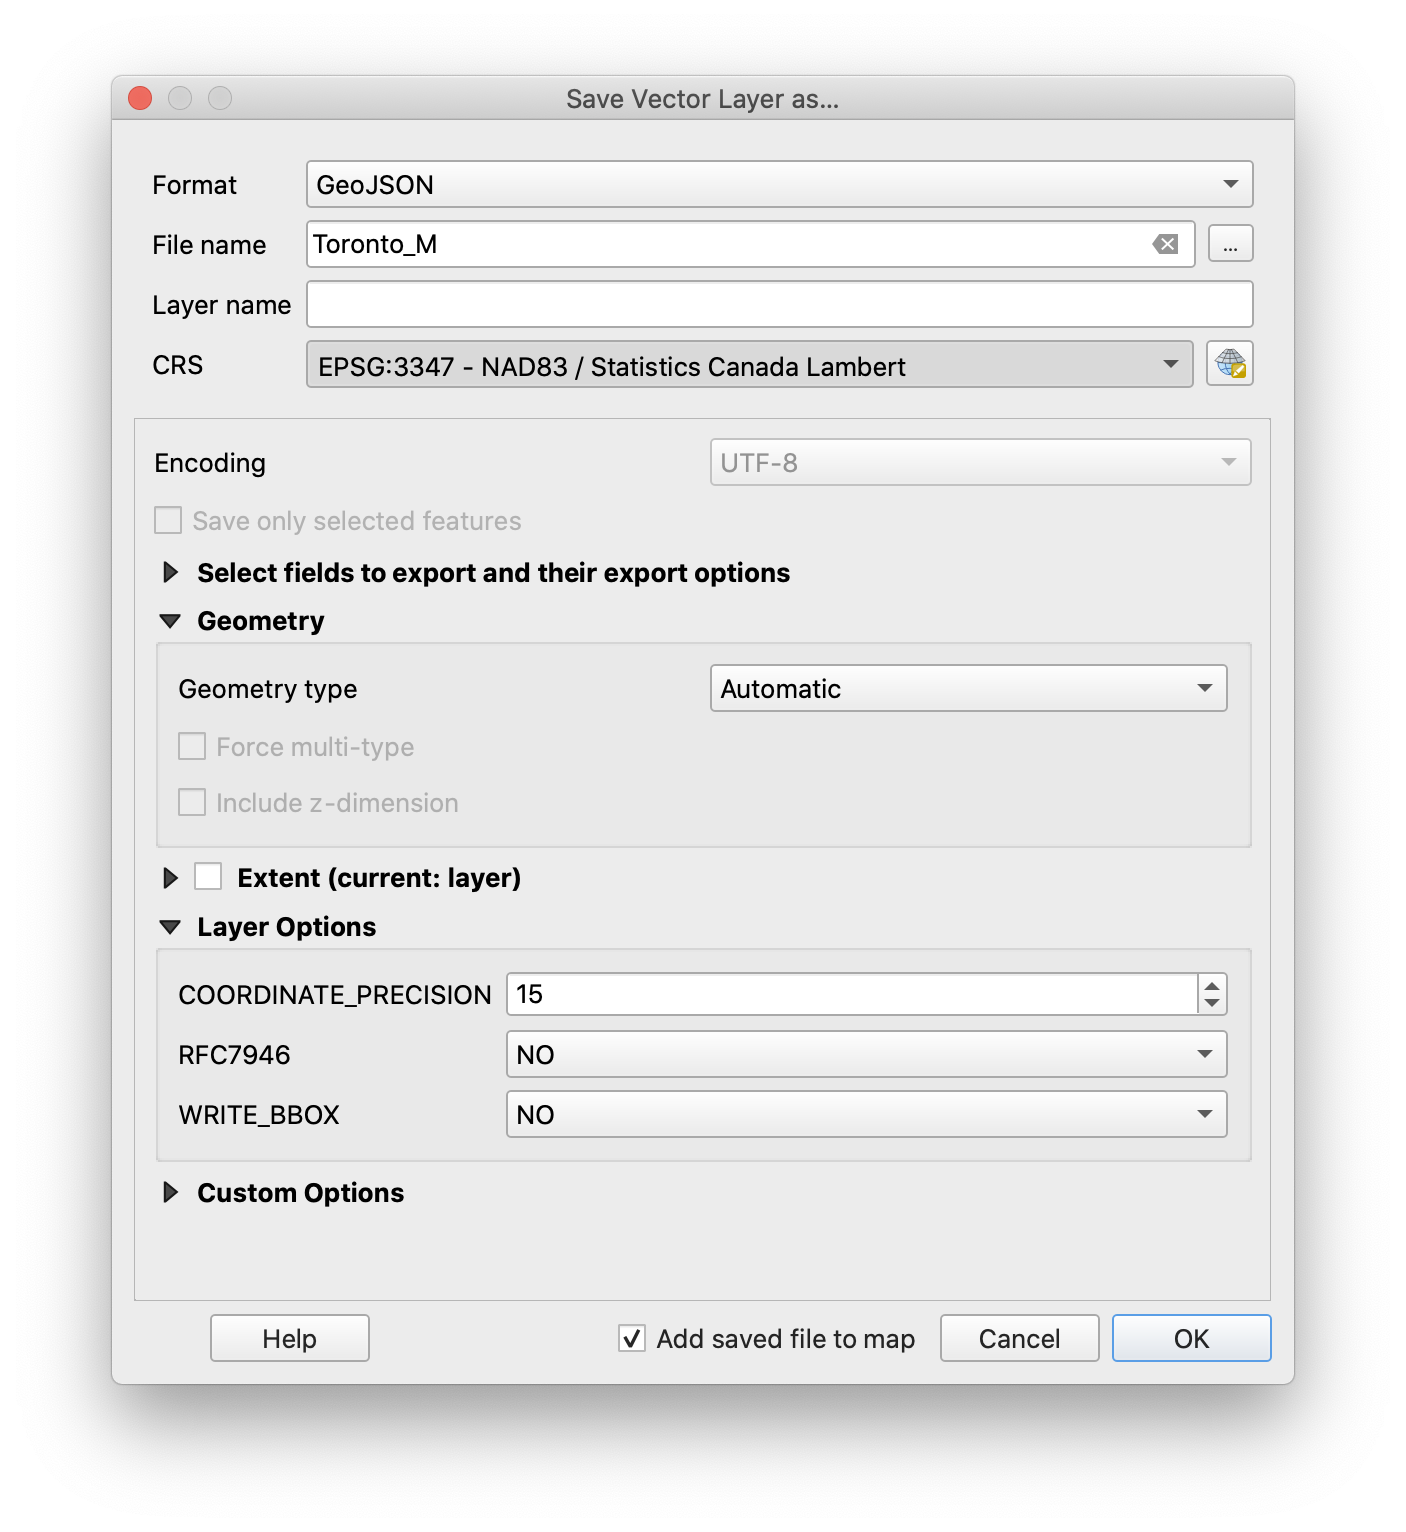 Save Vector Layer as...
Format GeoJSON
File name Toronto_M ...
Layer name
CRS EPSG:3347 - NAD83 / Statistics Canada Lambert
Encoding UTF-8
Save only selected features
Select fields to export and their export options
Geometry
Geometry type Automatic
Force multi-type
Include z-dimension
Extent (current: layer)
Layer Options
COORDINATE_PRECISION 15
RFC7946 NO
WRITE_BBOX NO
Custom Options
Help Add saved file to map Cancel OK